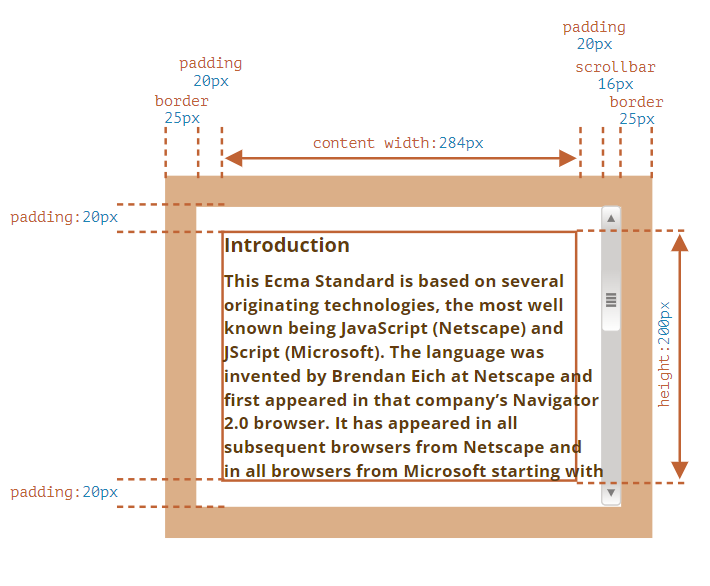 padding
20px
padding
20px
scrollbar
16px
border
25px
border
25px
content width:284px
padding:20px
Introduction
This Ecma Standard is based on several
originating technologies, the most well
known being JavaScript (Netscape) and
JScript (Microsoft). The language was
invented by Brendan Eich at Netscape and
first appeared in that company’s Navigator
2.0 browser. It has appeared in all
subsequent browsers from Netscape and
in all browsers from Microsoft starting with
height:200px
padding:20px